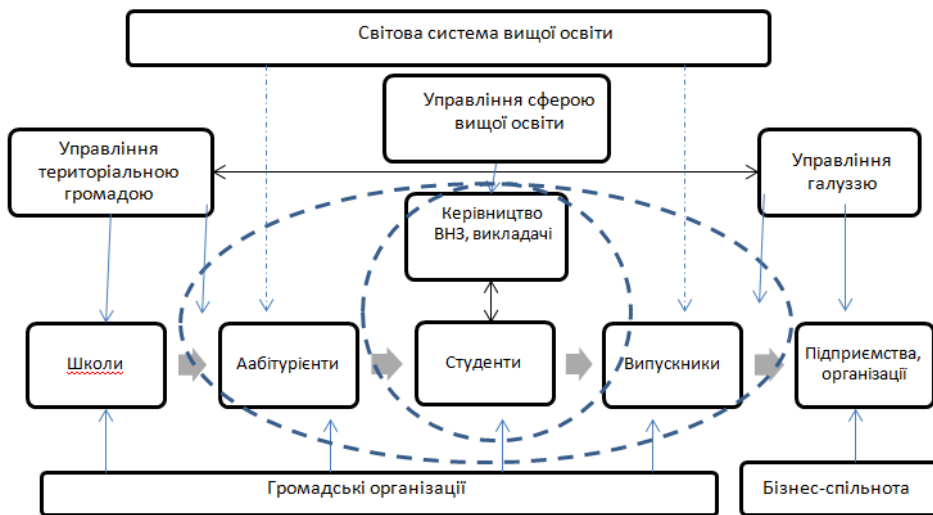 Світова система вищої освіти
Управління сферою
вищої освіти
Управління
територіальною
громадою
Управління
галуззю
Керівництво
ВНЗ, викладачі
Школи
Аабітурієнти
Студенти
Випускники
Підприємства,
організації
Громадські організації
Бізнес-спільнота